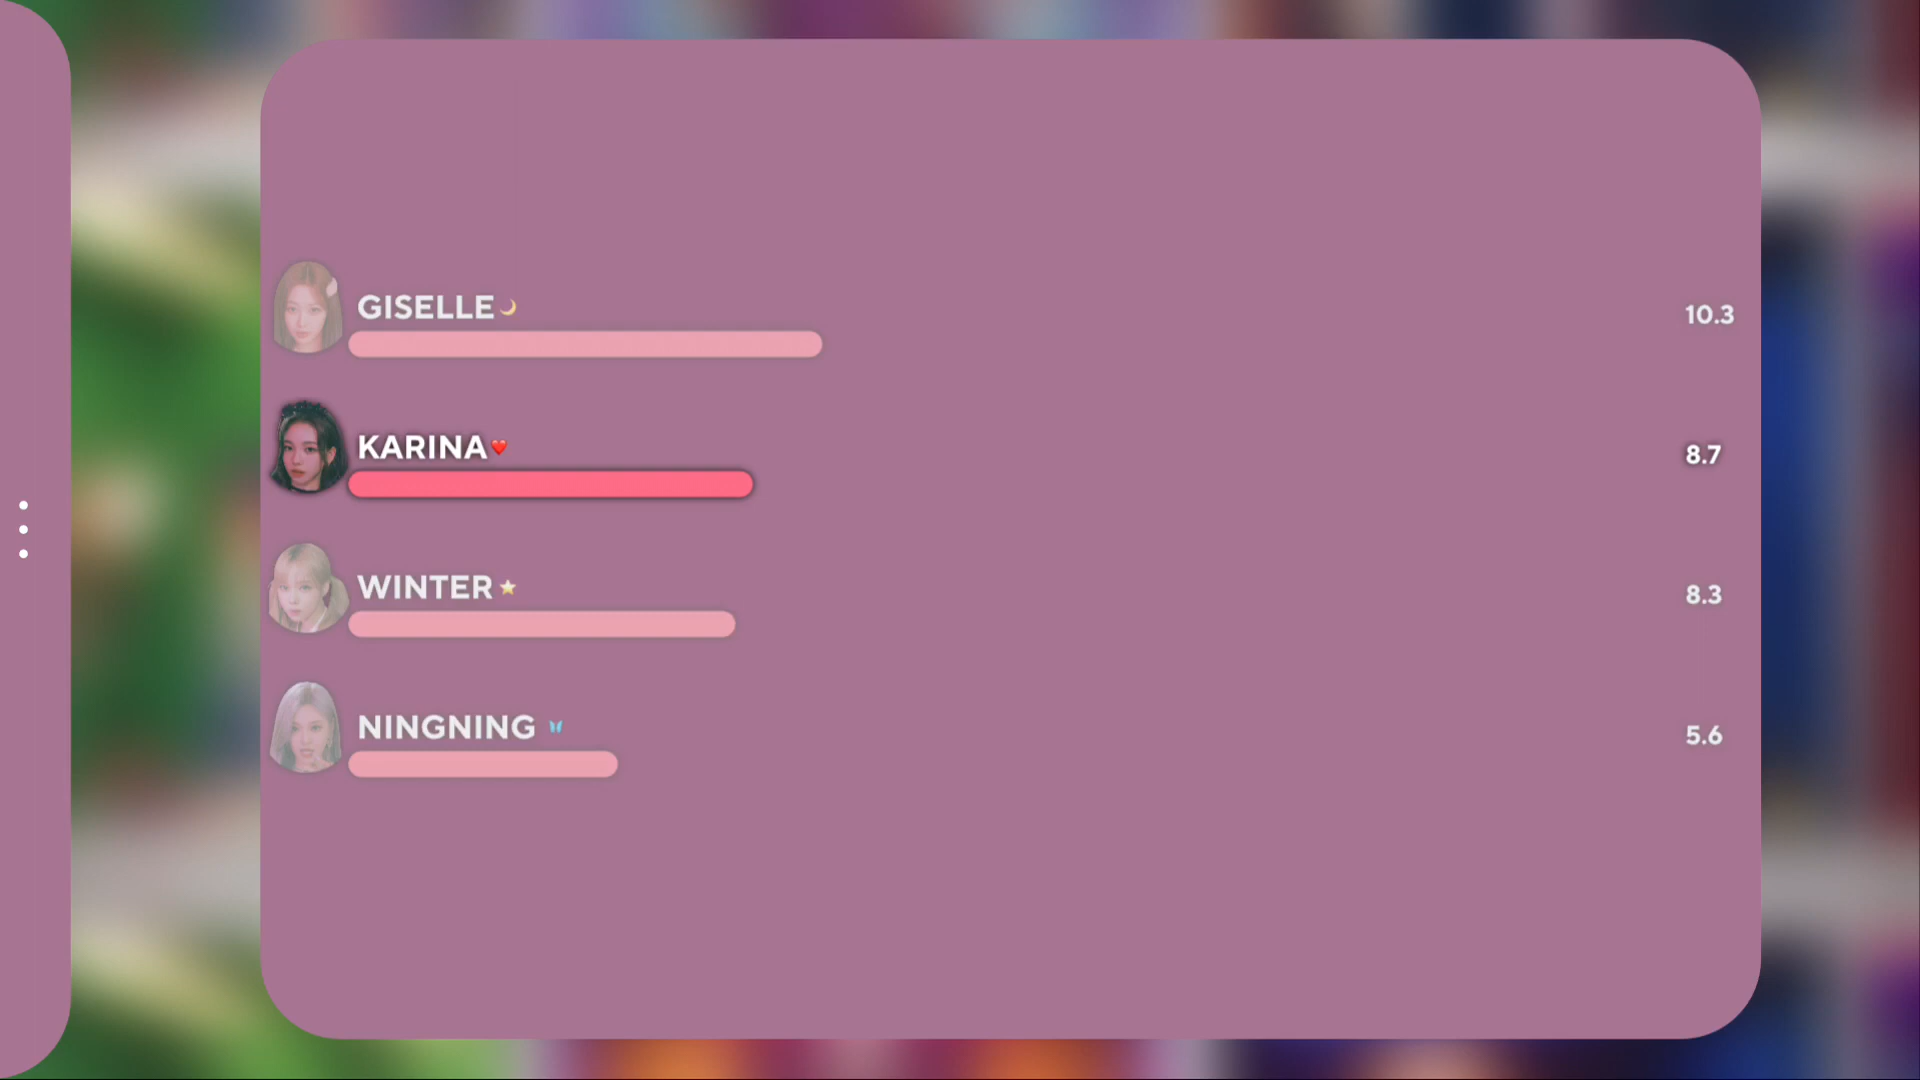 GISELLE🌙
10.3
KARINA❤️
8.7
WINTER⭐
8.3
NINGNING 🦋
5.6